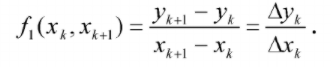 f₁(xₖ, xₖ₊₁) = (yₖ₊₁ − yₖ)/(xₖ₊₁ − xₖ) = Δyₖ/Δxₖ .